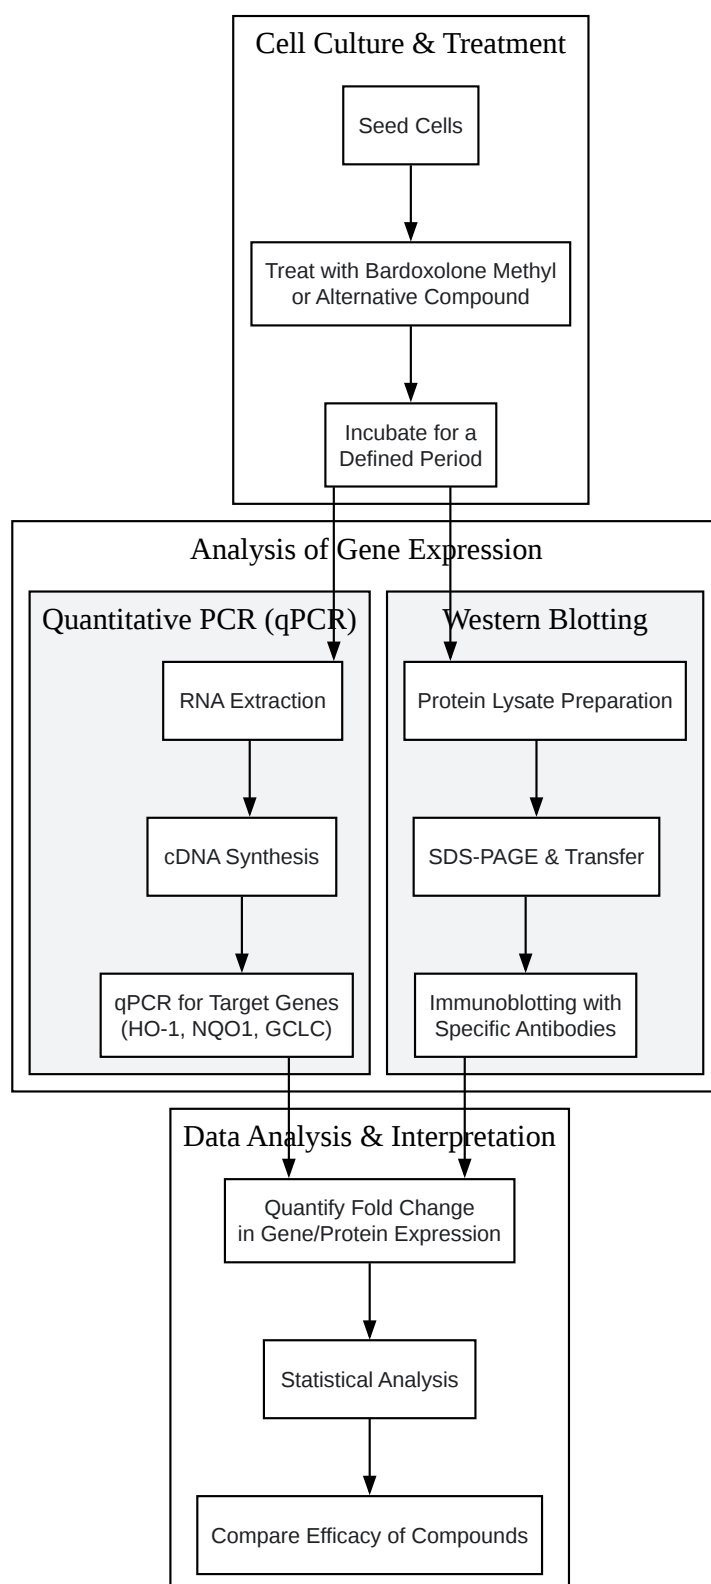 Cell Culture & Treatment
Seed Cells
Treat with Bardoxolone Methyl
or Alternative Compound
Incubate for a
Defined Period
Analysis of Gene Expression
Quantitative PCR (qPCR)
RNA Extraction
cDNA Synthesis
qPCR for Target Genes
(HO-1, NQO1, GCLC)
Western Blotting
Protein Lysate Preparation
SDS-PAGE & Transfer
Immunoblotting with
Specific Antibodies
Data Analysis & Interpretation
Quantify Fold Change
in Gene/Protein Expression
Statistical Analysis
Compare Efficacy of Compounds